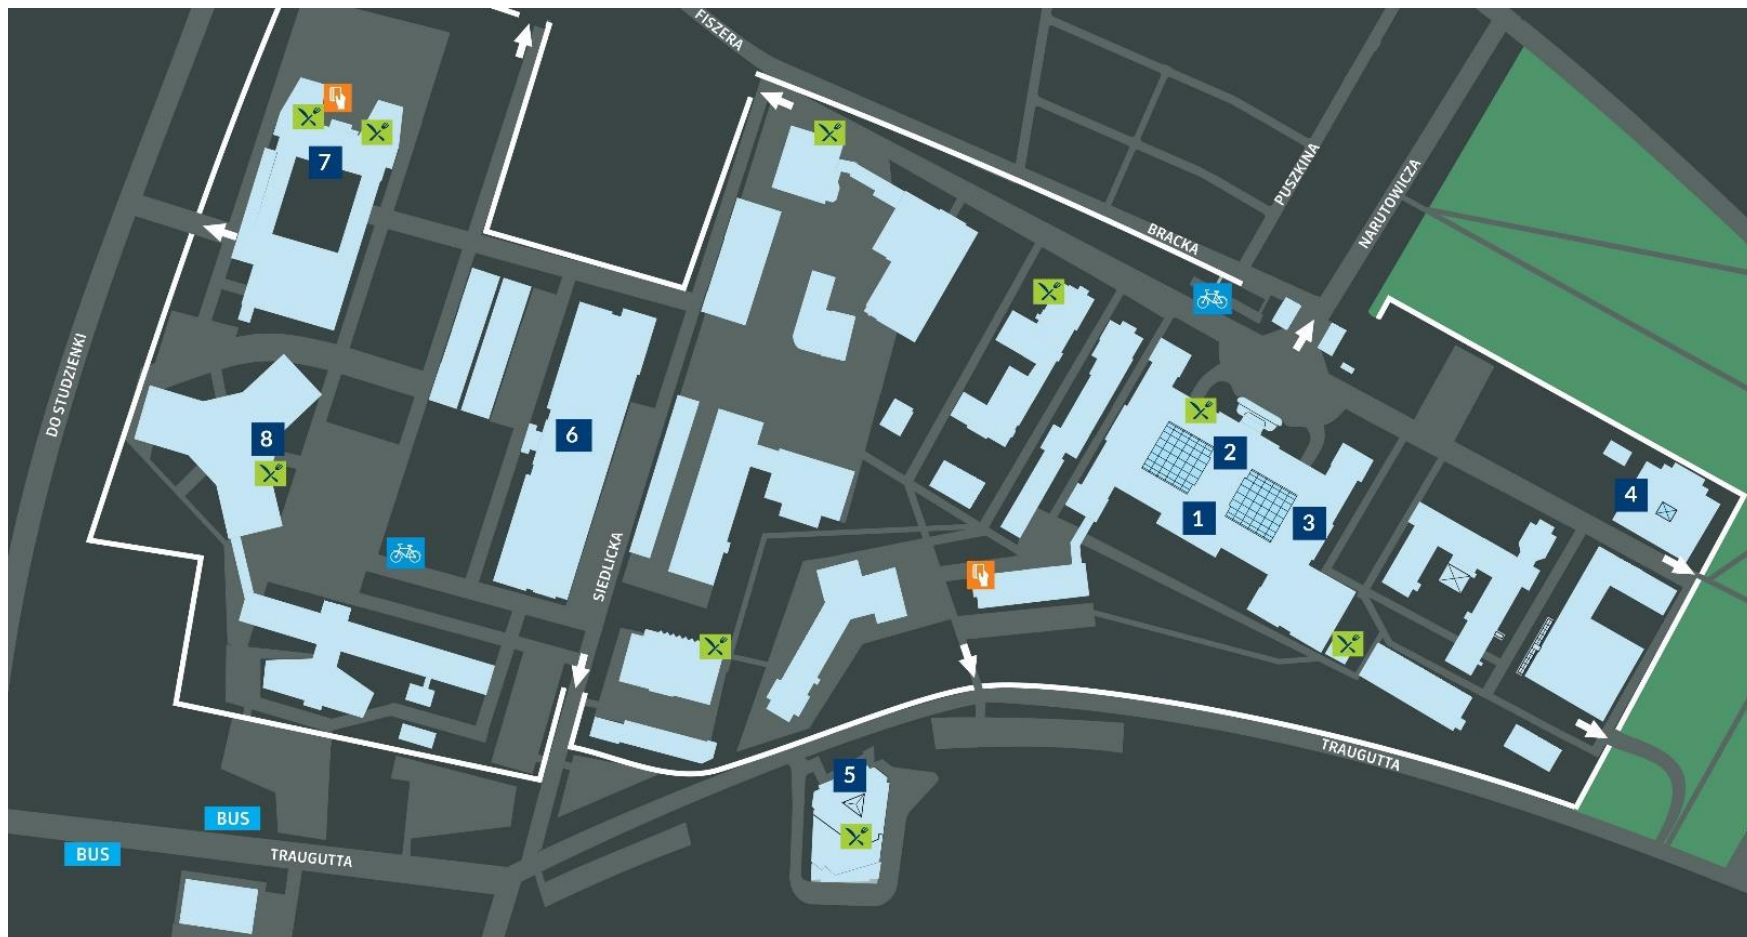 FISZERA
7
PUSZKINA
NARUTOWICZA
BRACKA
DO STUDZIENKI
8
6
2
1
3
4
SIEDLICKA
5
TRAUGUTTA
BUS
BUS
TRAUGUTTA